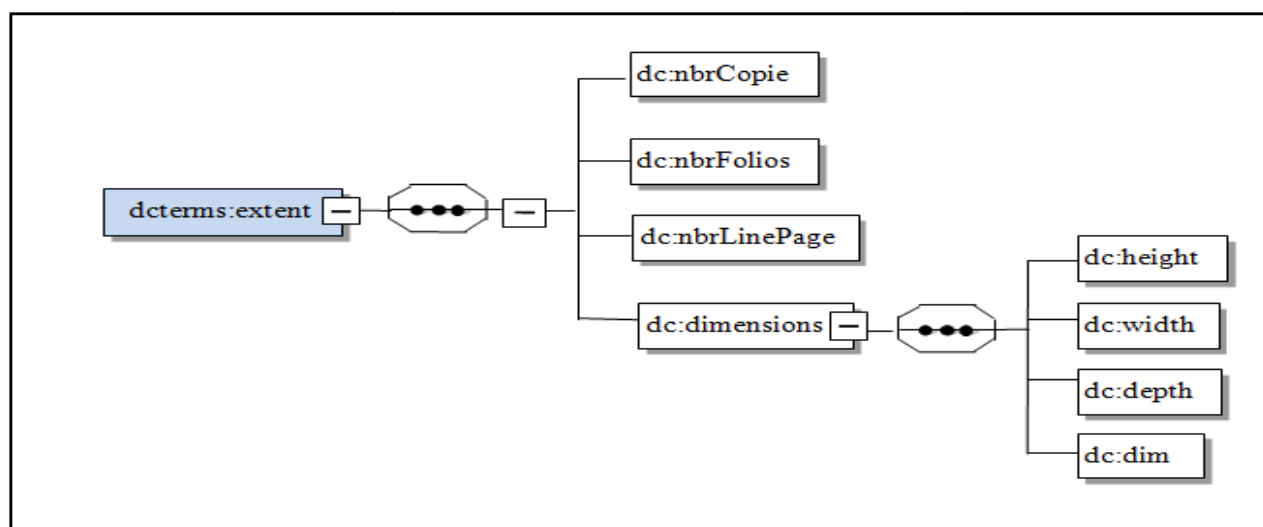 dc:nbrCopie
dc:nbrFolios
dcterms:extent
dc:nbrLinePage
dc:dimensions
dc:height
dc:width
dc:depth
dc:dim